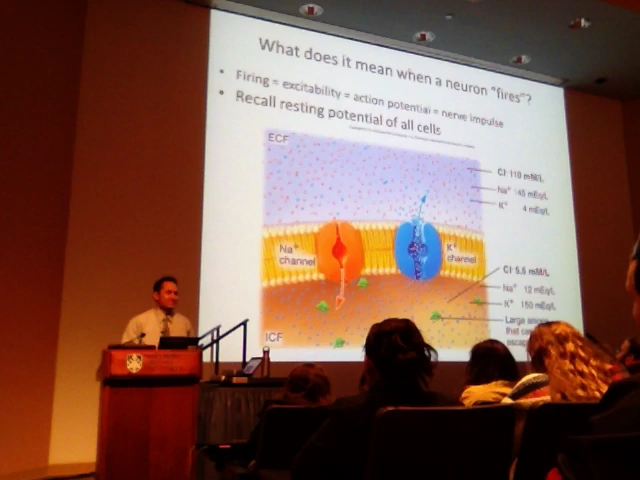 What does it mean when a neuron "fires"?
• Firing = excitability = action potential = nerve impulse
• Recall resting potential of all cells
ECF
Cl⁻ 110 mM/L
Na⁺ 145 mEq/L
K⁺ 4 mEq/L
Na⁺ channel
K⁺ channel
Cl⁻ 5.5 mM/L
Na⁺ 12 mEq/L
K⁺ 150 mEq/L
Large
that
ICF